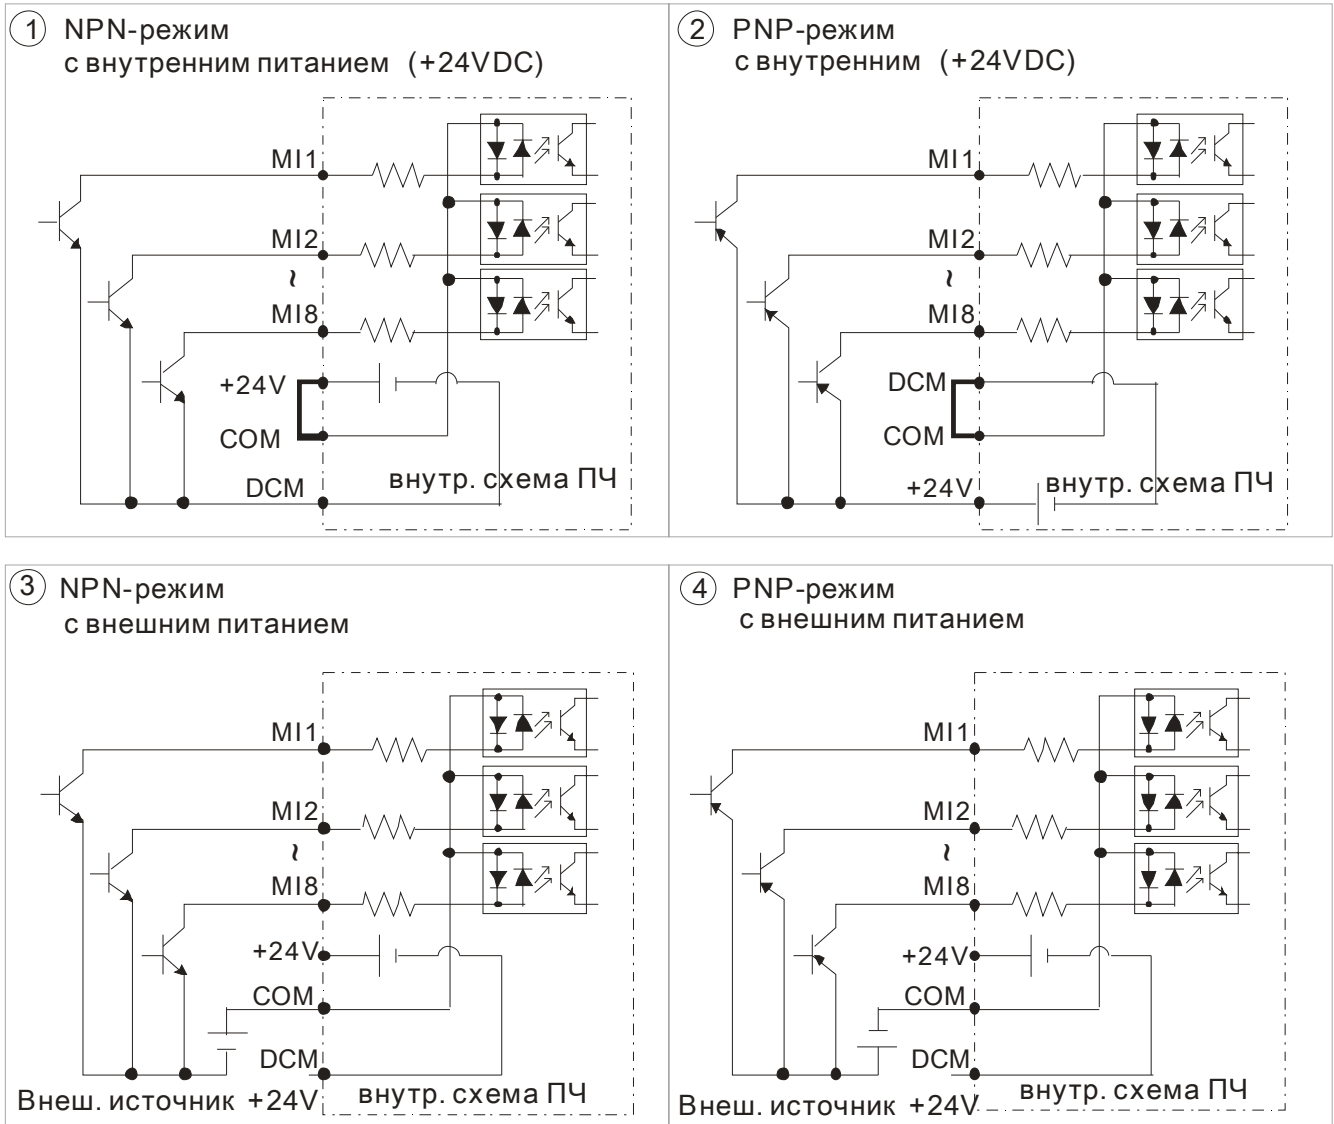 1 NPN-режим
с внутренним питанием (+24VDC)
MI1
MI2
~
MI8
+24V
COM
DCM
внутр. схема ПЧ
2 PNP-режим
с внутренним (+24VDC)
MI1
MI2
~
MI8
DCM
COM
+24V
внутр. схема ПЧ
3 NPN-режим
с внешним питанием
MI1
MI2
~
MI8
+24V
COM
DCM
внутр. схема ПЧ
Внеш. источник +24V
4 PNP-режим
с внешним питанием
MI1
MI2
~
MI8
+24V
COM
DCM
внутр. схема ПЧ
Внеш. источник +24V